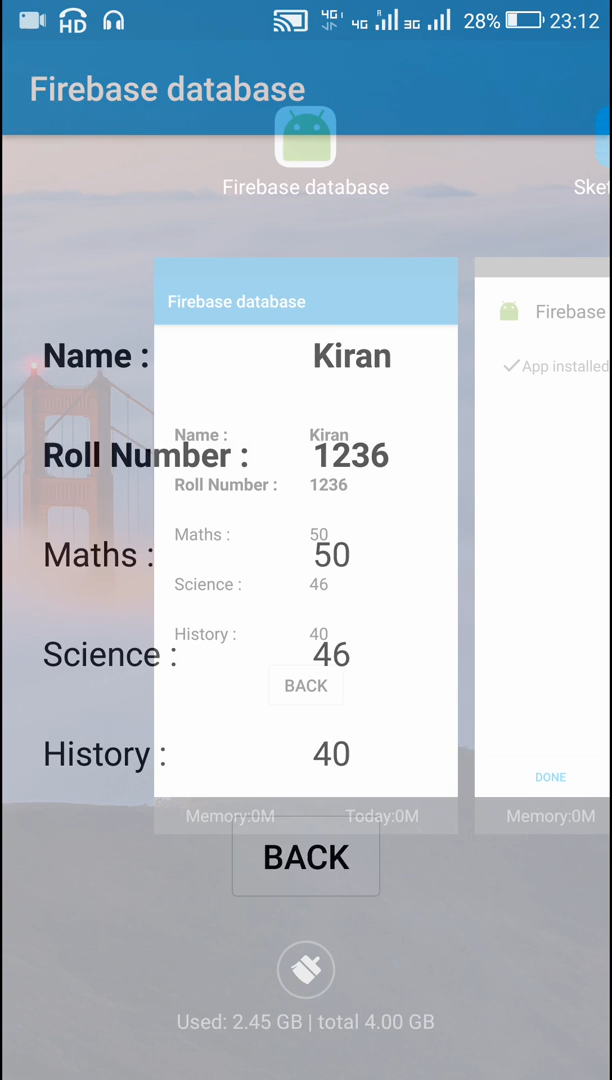 HD 4G 4G R 3G 28% 23:12
Firebase database
Firebase database
Sket
Firebase database
Firebase
App installed
Name : Kiran
Name : Kiran
Roll Number : 1236
Roll Number : 1236
Maths : 50
Maths : 50
Science : 46
Science : 46
History : 40
BACK
History : 40
DONE
Memory:0M Today:0M
Memory:0M
BACK
Used: 2.45 GB | total 4.00 GB